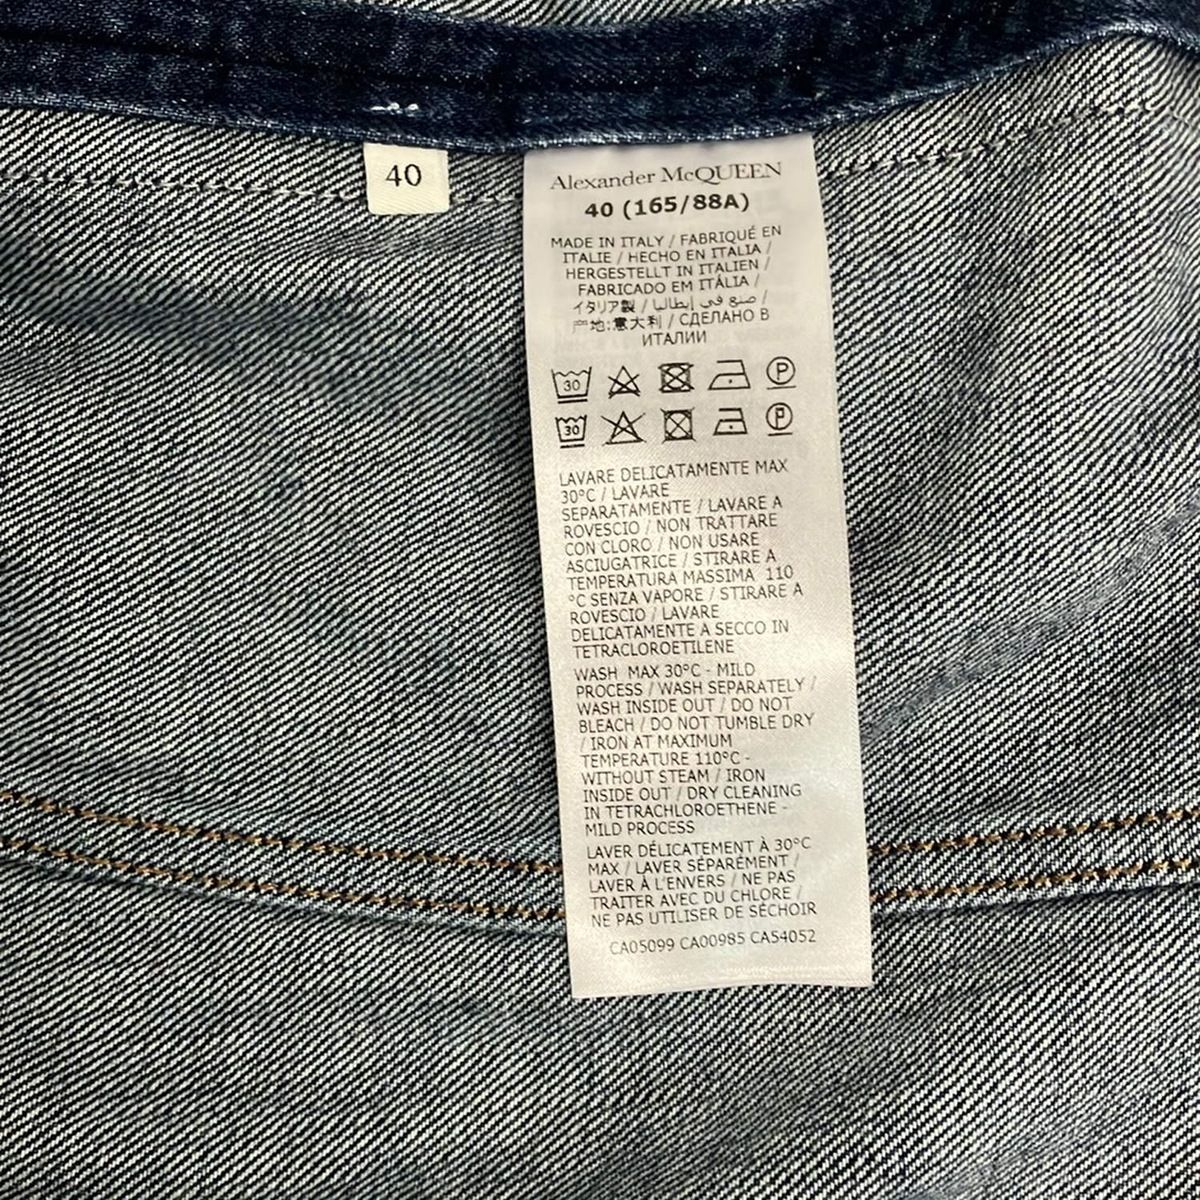 40
Alexander McQUEEN
40 (165/88A)
MADE IN ITALY / FABRIQUÉ EN
ITALIE / HECHO EN ITALIA /
HERGESTELLT IN ITALIEN /
FABRICADO EM ITÁLIA /
イタリア製 / صنع في إيطاليا /
产地:意大利 / СДЕЛАНО В
ИТАЛИИ
30 P
30 P
LAVARE DELICATAMENTE MAX
30°C / LAVARE
SEPARATAMENTE / LAVARE A
ROVESCIO / NON TRATTARE
CON CLORO / NON USARE
ASCIUGATRICE / STIRARE A
TEMPERATURA MASSIMA 110
°C SENZA VAPORE / STIRARE A
ROVESCIO / LAVARE
DELICATAMENTE A SECCO IN
TETRACLOROETILENE
WASH MAX 30°C - MILD
PROCESS / WASH SEPARATELY /
WASH INSIDE OUT / DO NOT
BLEACH / DO NOT TUMBLE DRY
/ IRON AT MAXIMUM
TEMPERATURE 110°C -
WITHOUT STEAM / IRON
INSIDE OUT / DRY CLEANING
IN TETRACHLOROETHENE -
MILD PROCESS
LAVER DÉLICATEMENT À 30°C
MAX / LAVER SÉPARÉMENT /
LAVER À L'ENVERS / NE PAS
TRAITER AVEC DU CHLORE /
NE PAS UTILISER DE SÉCHOIR
CA05099 CA00985 CA54052